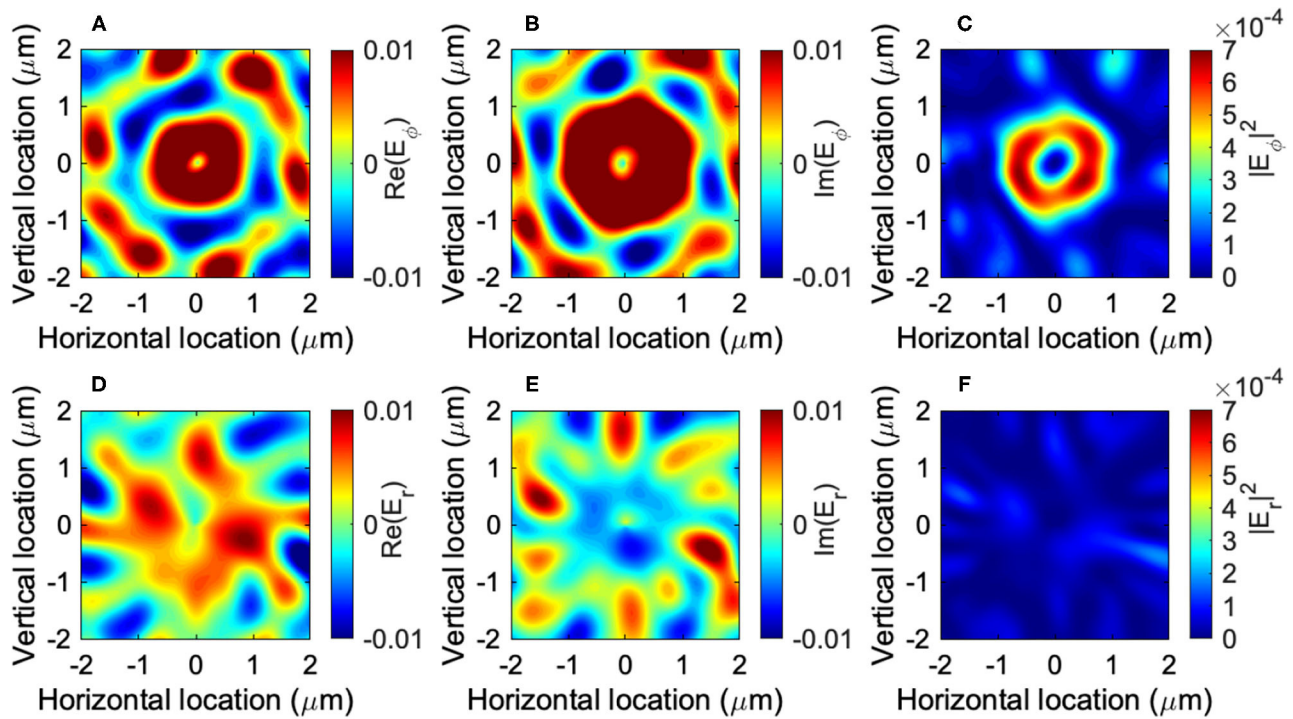 A
Vertical location (μm)
2
1
0
-1
-2
-2 -1 0 1 2
Horizontal location (μm)
0.01
0
-0.01
Re(E_ϕ)
B
Vertical location (μm)
2
1
0
-1
-2
-2 -1 0 1 2
Horizontal location (μm)
0.01
0
-0.01
Im(E_ϕ)
C
Vertical location (μm)
2
1
0
-1
-2
-2 -1 0 1 2
Horizontal location (μm)
×10⁻⁴
7
6
5
4
3
2
1
0
|E_ϕ|²
D
Vertical location (μm)
2
1
0
-1
-2
-2 -1 0 1 2
Horizontal location (μm)
0.01
0
-0.01
Re(E_r)
E
Vertical location (μm)
2
1
0
-1
-2
-2 -1 0 1 2
Horizontal location (μm)
0.01
0
-0.01
Im(E_r)
F
Vertical location (μm)
2
1
0
-1
-2
-2 -1 0 1 2
Horizontal location (μm)
×10⁻⁴
7
6
5
4
3
2
1
0
|E_r|²